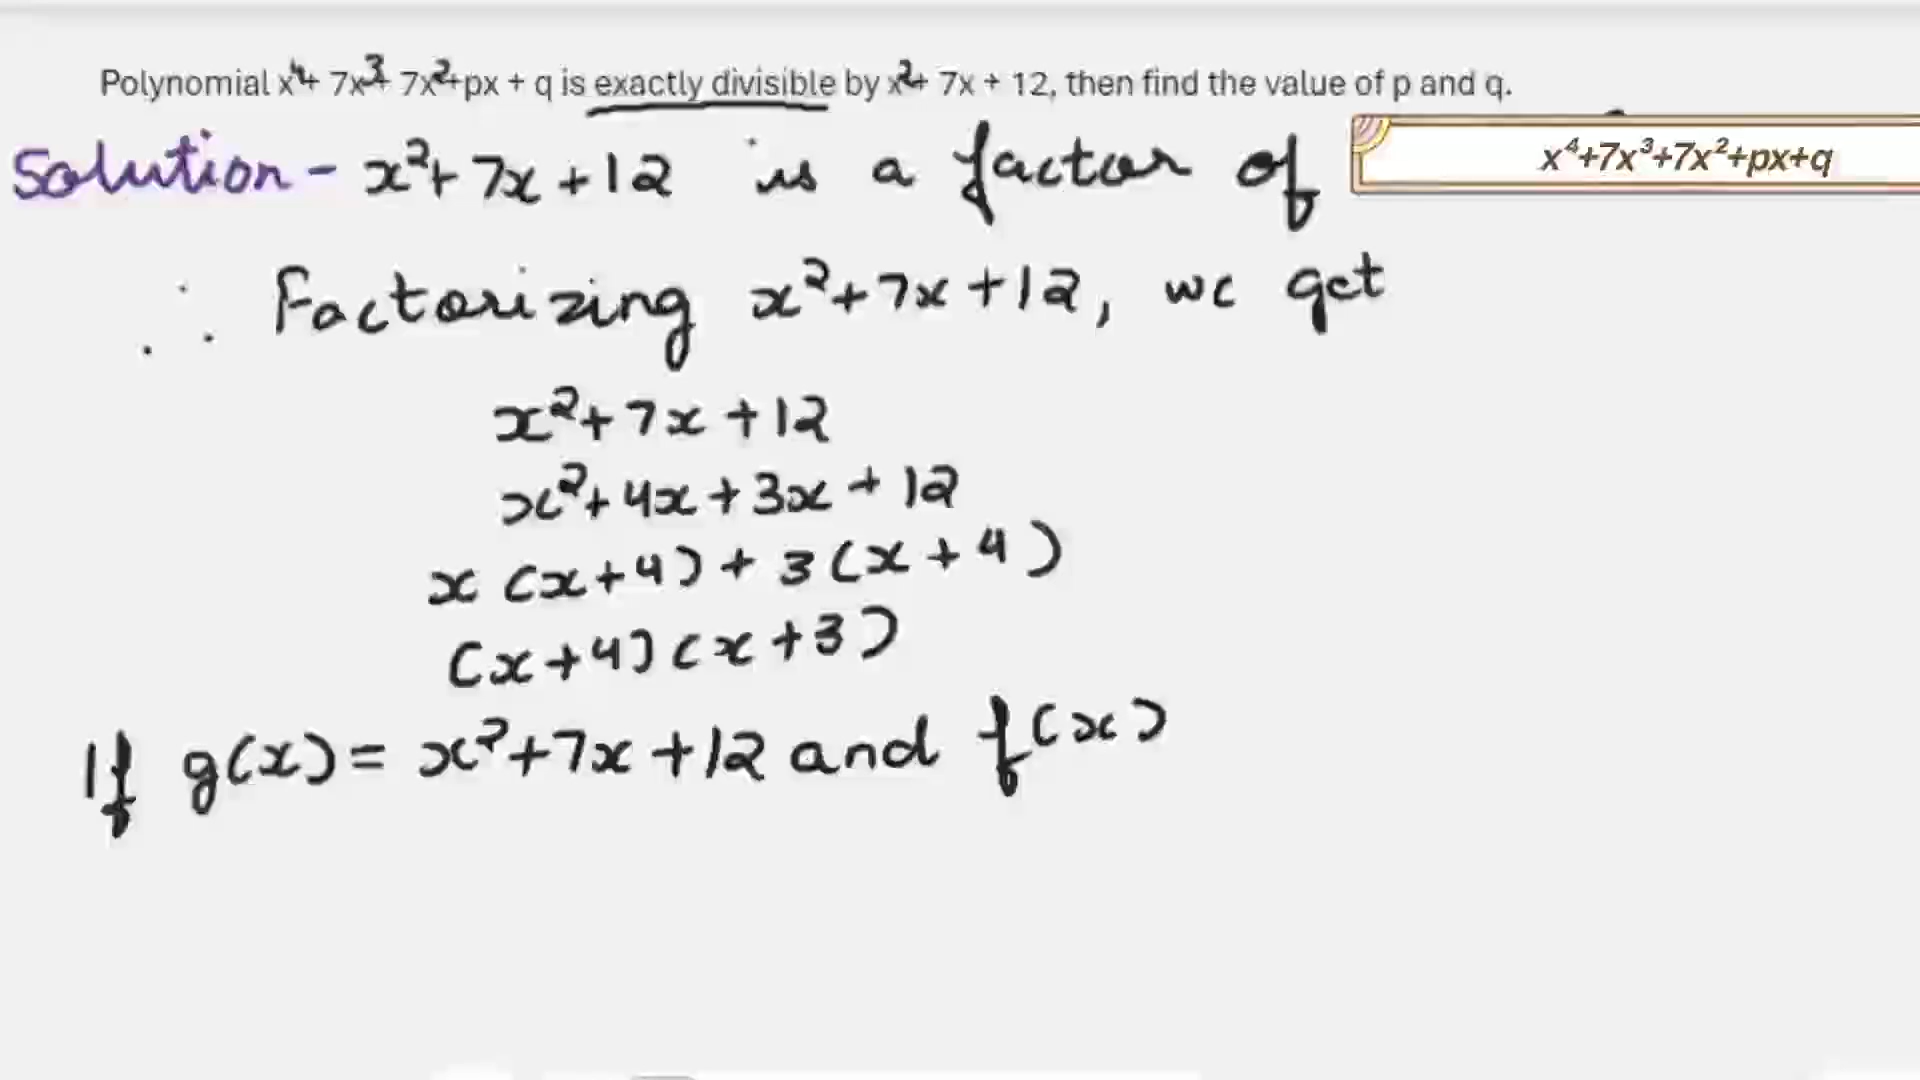 Polynomial x⁴+ 7x³+ 7x²+px + q is exactly divisible by x²+ 7x + 12, then find the value of p and q.
Solution - x²+ 7x +12 is a factor of x⁴+7x³+7x²+px+q
∴ Factorizing x²+7x+12, we get
x²+7x+12
x²+4x+3x+12
x (x+4) + 3(x+4)
(x+4)(x+3)
If g(x)= x²+7x+12 and f(x)